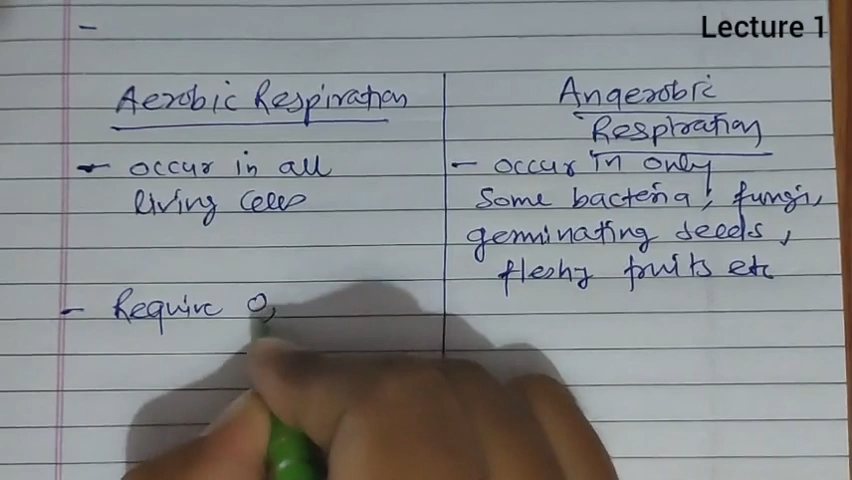 Lecture 1
Aerobic Respiration
- occur in all
living cells
- Require O
Anaerobic
Respiration
- occur in only
some bacteria, fungi,
germinating seeds,
fleshy fruits etc